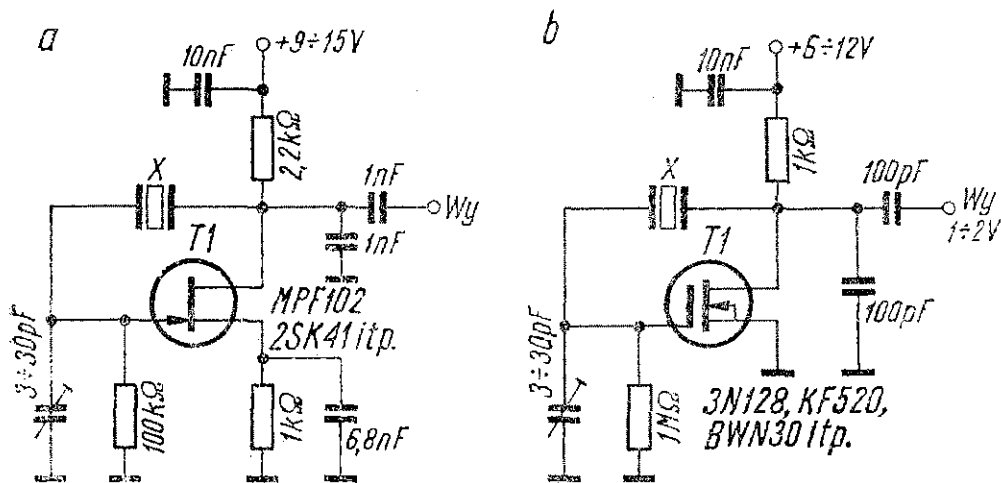 a
10nF
+9÷15V
2,2kΩ
X
1nF
Wy
1nF
T1
MPF102
2SK41 itp.
3÷30pF
100kΩ
1kΩ
6,8nF
b
10nF
+6÷12V
1kΩ
X
100pF
Wy
1÷2V
T1
100pF
3÷30pF
1MΩ
3N128, KF520,
BWN30 itp.